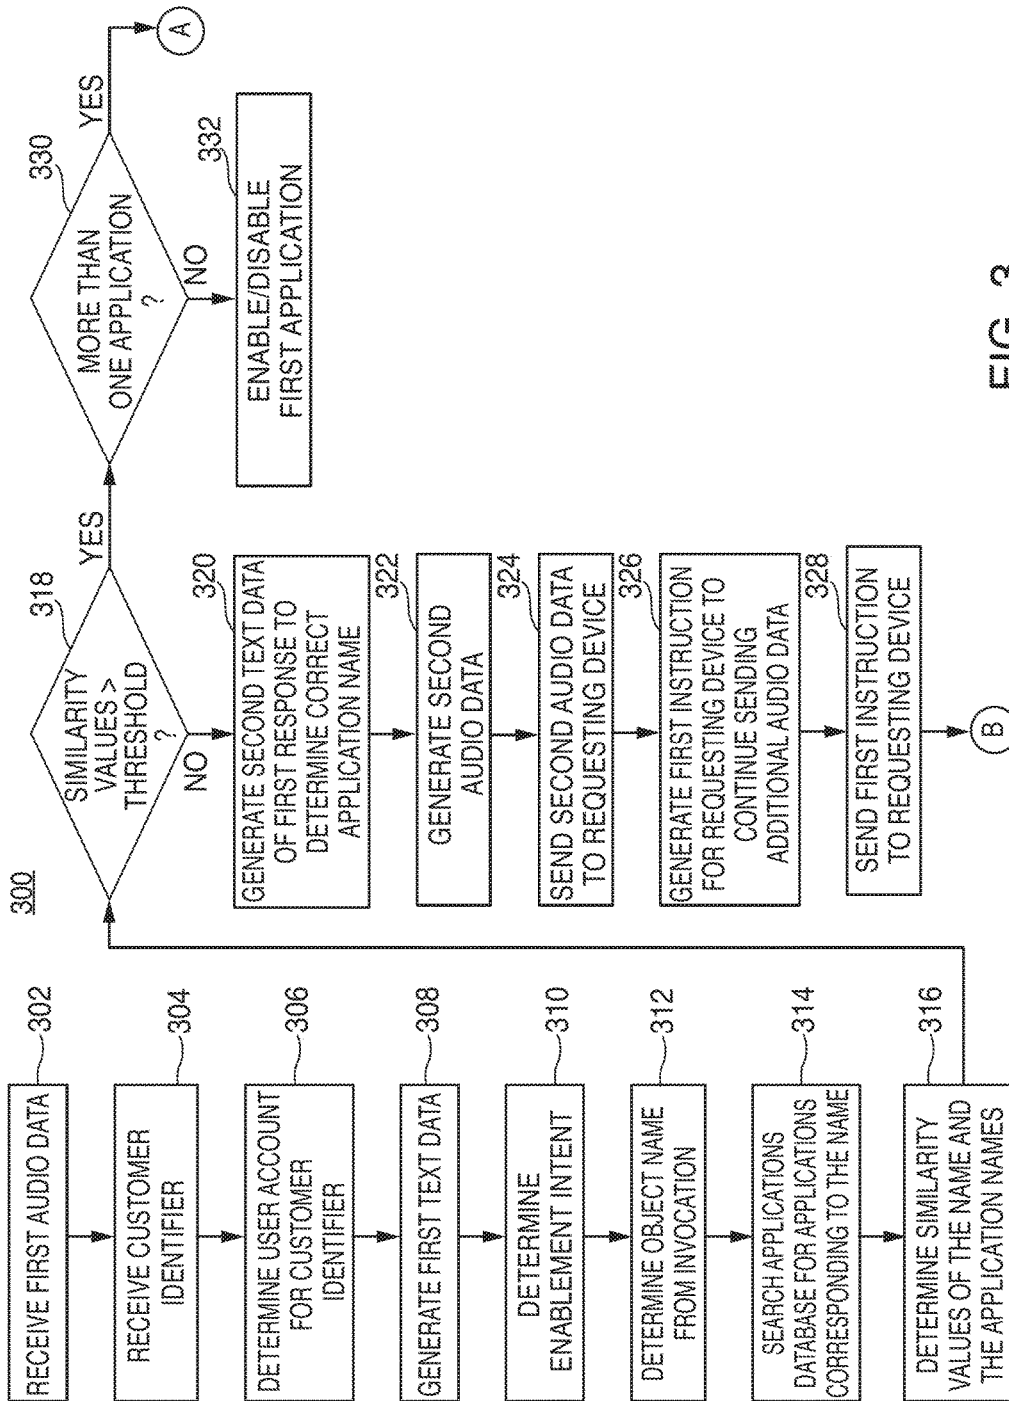 300
RECEIVE FIRST AUDIO DATA
302
RECEIVE CUSTOMER
IDENTIFIER
304
DETERMINE USER ACCOUNT
FOR CUSTOMER
IDENTIFIER
306
GENERATE FIRST TEXT DATA
308
DETERMINE
ENABLEMENT INTENT
310
DETERMINE OBJECT NAME
FROM INVOCATION
312
SEARCH APPLICATIONS
DATABASE FOR APPLICATIONS
CORRESPONDING TO THE NAME
314
DETERMINE SIMILARITY
VALUES OF THE NAME AND
THE APPLICATION NAMES
316
SIMILARITY
VALUES >
THRESHOLD
?
318
YES
NO
GENERATE SECOND TEXT DATA
OF FIRST RESPONSE TO
DETERMINE CORRECT
APPLICATION NAME
320
GENERATE SECOND
AUDIO DATA
322
SEND SECOND AUDIO DATA
TO REQUESTING DEVICE
324
GENERATE FIRST INSTRUCTION
FOR REQUESTING DEVICE TO
CONTINUE SENDING
ADDITIONAL AUDIO DATA
326
SEND FIRST INSTRUCTION
TO REQUESTING DEVICE
328
B
MORE THAN
ONE APPLICATION
?
330
YES
A
NO
ENABLE/DISABLE
FIRST APPLICATION
332
FIG. 3